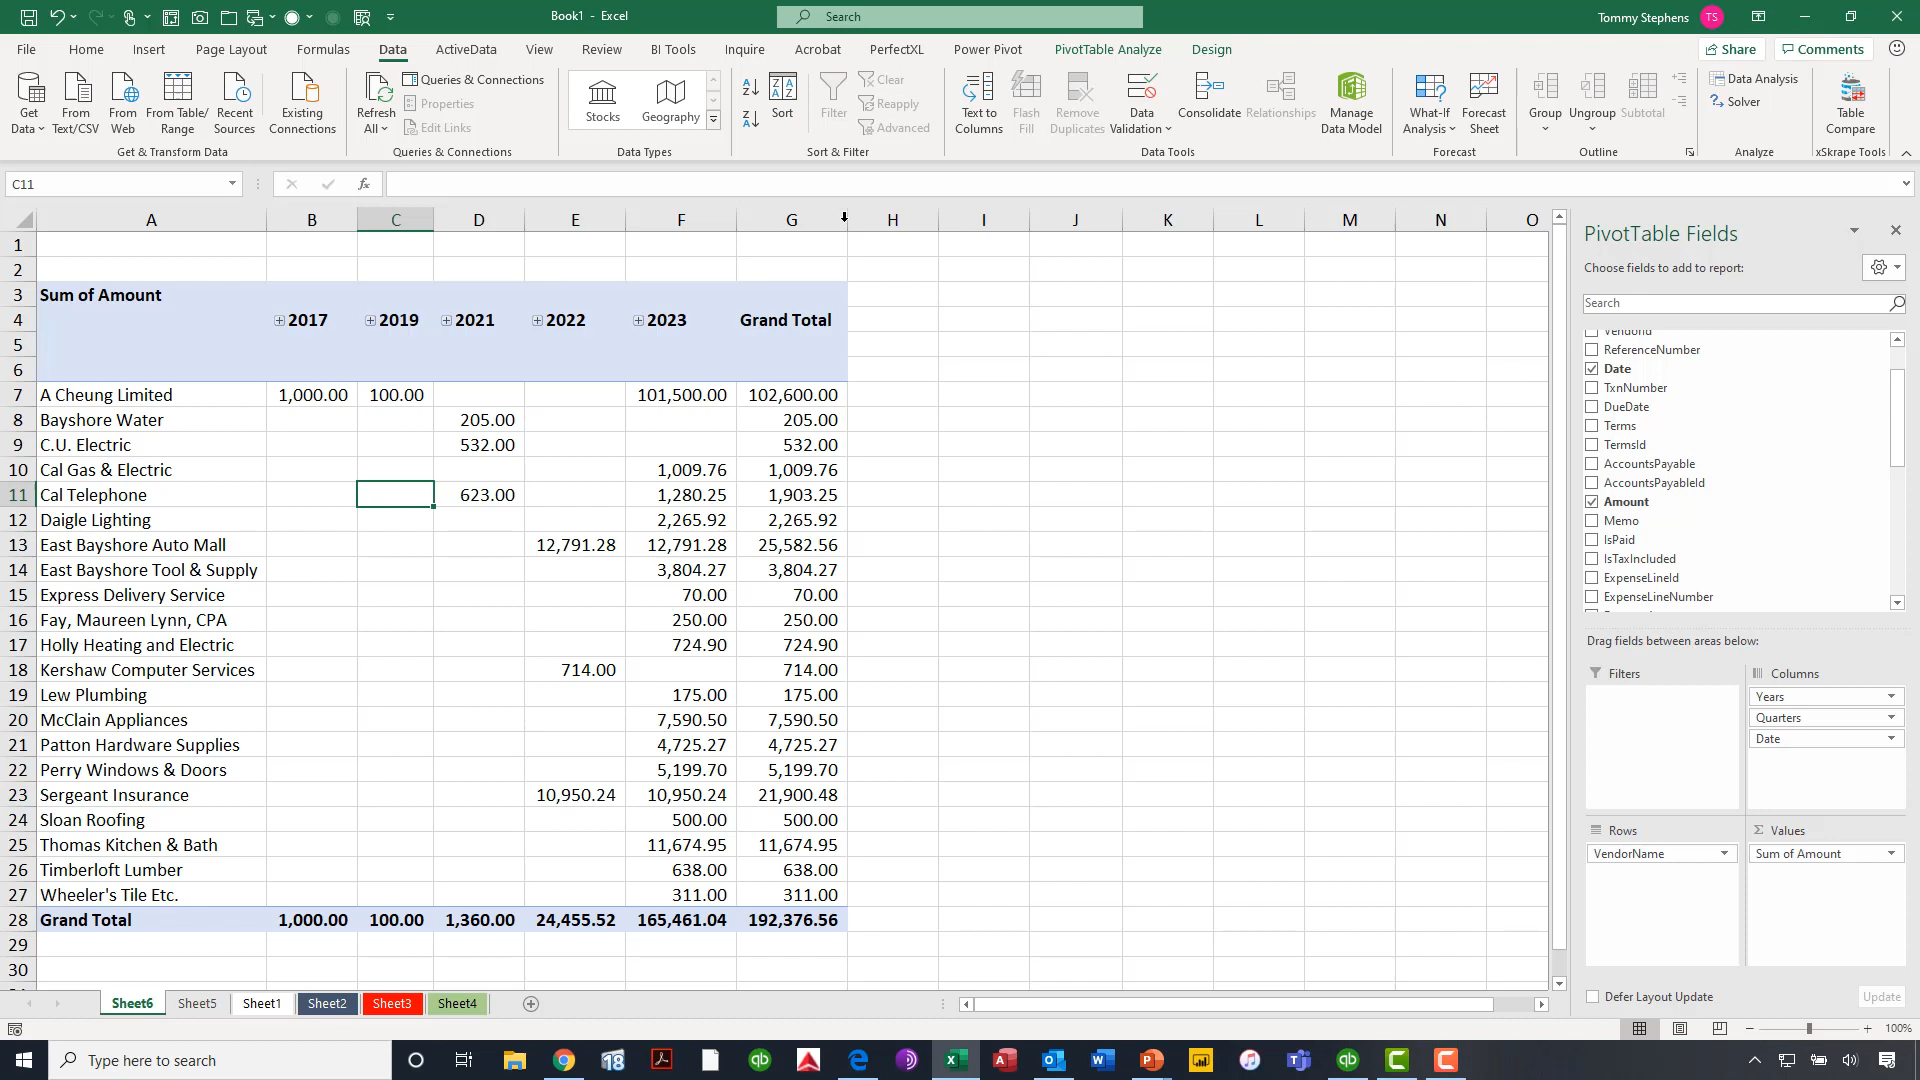 Book1 - Excel
Search
Tommy Stephens
TS
File Home Insert Page Layout Formulas Data ActiveData View Review BI Tools Inquire Acrobat PerfectXL Power Pivot PivotTable Analyze Design
Share
Comments
Get Data
From Text/CSV
From Web
From Table/ Range
Recent Sources
Existing Connections
Get & Transform Data
Refresh All
Queries & Connections
Properties
Edit Links
Queries & Connections
Stocks
Geography
Data Types
Sort
Filter
Clear
Reapply
Advanced
Sort & Filter
Text to Columns
Flash Fill
Remove Duplicates
Data Validation
Consolidate
Relationships
Manage Data Model
Data Tools
What-If Analysis
Forecast Sheet
Forecast
Group
Ungroup
Subtotal
Outline
Data Analysis
Solver
Analyze
Table Compare
xSkrape Tools
C11
fx
A B C D E F G H I J K L M N O
1
2
3 Sum of Amount
4 2017 2019 2021 2022 2023 Grand Total
5
6
7 A Cheung Limited 1,000.00 100.00 101,500.00 102,600.00
8 Bayshore Water 205.00 205.00
9 C.U. Electric 532.00 532.00
10 Cal Gas & Electric 1,009.76 1,009.76
11 Cal Telephone 623.00 1,280.25 1,903.25
12 Daigle Lighting 2,265.92 2,265.92
13 East Bayshore Auto Mall 12,791.28 12,791.28 25,582.56
14 East Bayshore Tool & Supply 3,804.27 3,804.27
15 Express Delivery Service 70.00 70.00
16 Fay, Maureen Lynn, CPA 250.00 250.00
17 Holly Heating and Electric 724.90 724.90
18 Kershaw Computer Services 714.00 714.00
19 Lew Plumbing 175.00 175.00
20 McClain Appliances 7,590.50 7,590.50
21 Patton Hardware Supplies 4,725.27 4,725.27
22 Perry Windows & Doors 5,199.70 5,199.70
23 Sergeant Insurance 10,950.24 10,950.24 21,900.48
24 Sloan Roofing 500.00 500.00
25 Thomas Kitchen & Bath 11,674.95 11,674.95
26 Timberloft Lumber 638.00 638.00
27 Wheeler's Tile Etc. 311.00 311.00
28 Grand Total 1,000.00 100.00 1,360.00 24,455.52 165,461.04 192,376.56
29
30
PivotTable Fields
Choose fields to add to report:
Search
VendorId
ReferenceNumber
Date
TxnNumber
DueDate
Terms
TermsId
AccountsPayable
AccountsPayableId
Amount
Memo
IsPaid
IsTaxIncluded
ExpenseLineId
ExpenseLineNumber
Drag fields between areas below:
Filters
Columns
Years
Quarters
Date
Rows
VendorName
Σ Values
Sum of Amount
Defer Layout Update
Update
Sheet6 Sheet5 Sheet1 Sheet2 Sheet3 Sheet4
100%
Type here to search